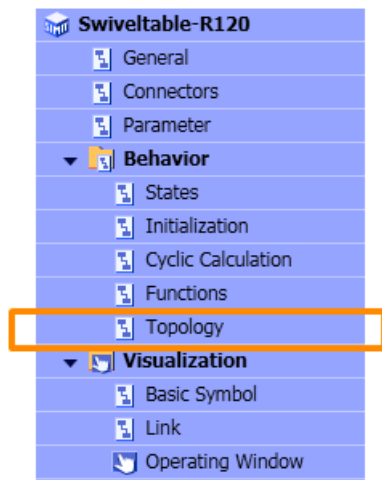 Swiveltable-R120
General
Connectors
Parameter
Behavior
States
Initialization
Cyclic Calculation
Functions
Topology
Visualization
Basic Symbol
Link
Operating Window